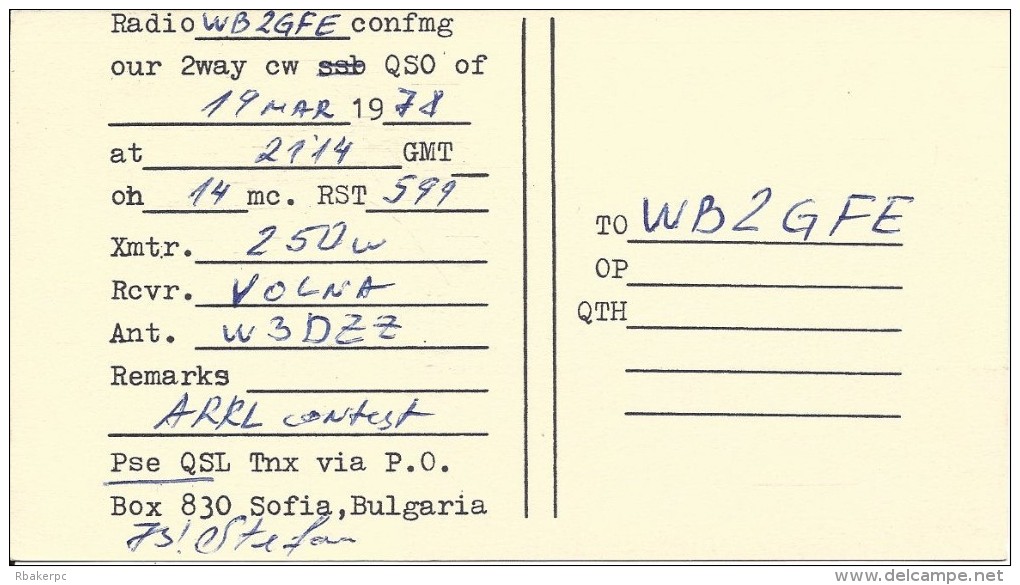 Radio WB2GFE confmg
our 2way cw ssb QSO of
19 MAR 1978
at 21'14 GMT
on 14 mc. RST 599
Xmtr. 250w
Rcvr. VOLNA
Ant. W3DZZ
Remarks
ARRL contest
Pse QSL Tnx via P.O.
Box 830 Sofia,Bulgaria
73! Stefan
TO WB2GFE
OP
QTH
Rbakerpc
www.delcampe.net